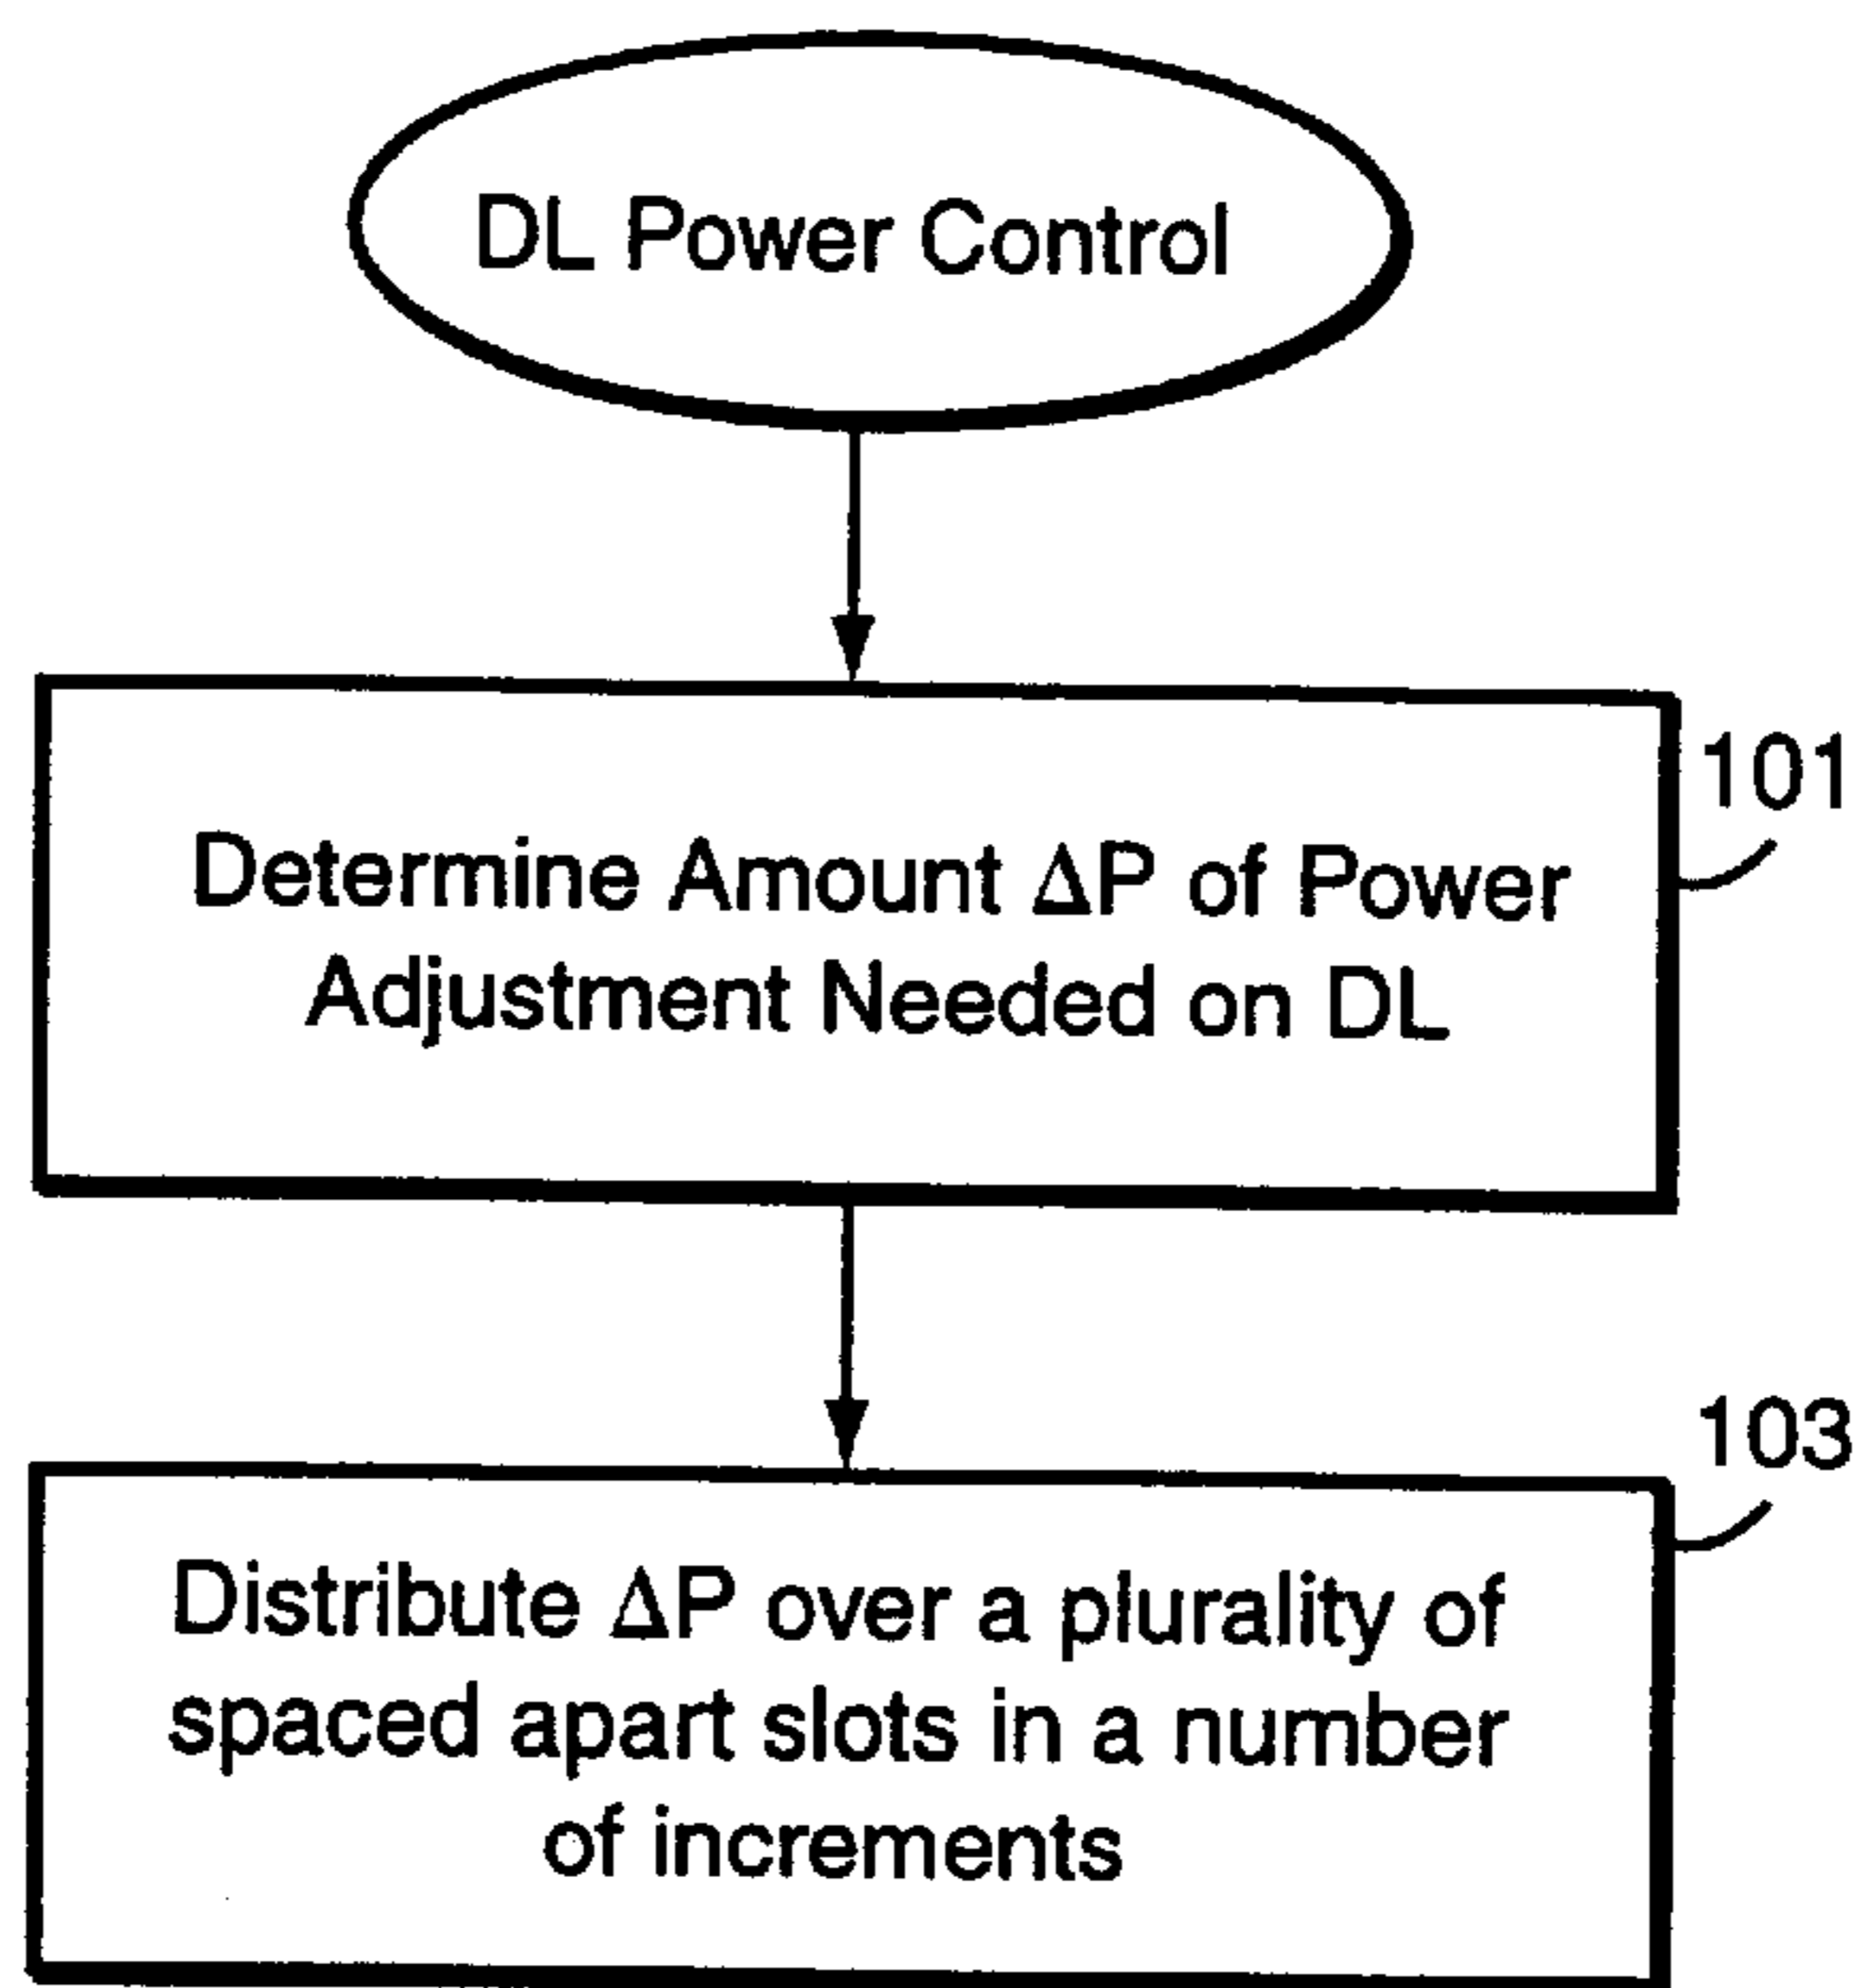 DL Power Control
101
Determine Amount ΔP of Power
Adjustment Needed on DL
103
Distribute ΔP over a plurality of
spaced apart slots in a number
of increments